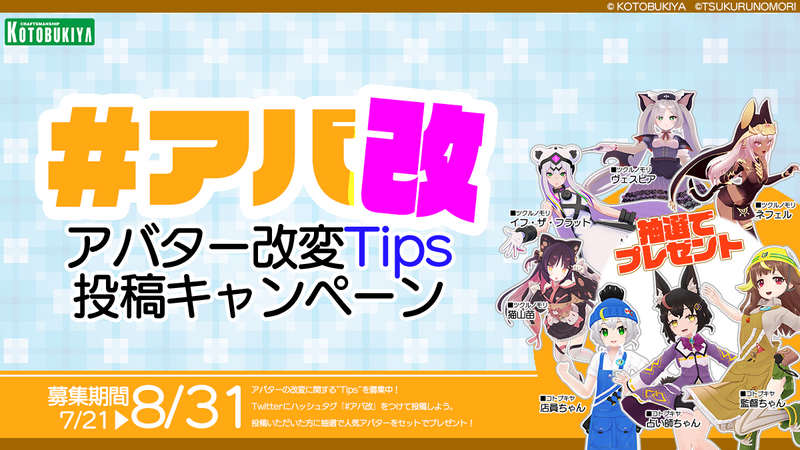 © KOTOBUKIYA ©TSUKURUNOMORI
CRAFTSMANSHIP
KOTOBUKIYA
#アバ改
アバター改変Tips
投稿キャンペーン
■ツクルノモリ
ヴェスピア
■ツクルノモリ
ネフェル
■ツクルノモリ
イフ・ザ・フラット
抽選で
プレゼント
■ツクルノモリ
猫山苗
■コトブキヤ
店員ちゃん
■コトブキヤ
占い師ちゃん
■コトブキヤ
監督ちゃん
募集期間
7/21▶8/31
アバターの改変に関する"Tips"を募集中！
Twitterにハッシュタグ「#アバ改」をつけて投稿しよう。
投稿いただいた方に抽選で人気アバターをセットでプレゼント！